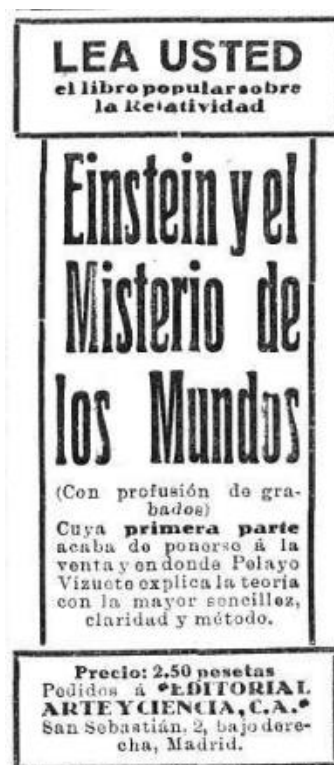 LEA USTED
el libro popular sobre
la Relatividad
Einstein y el
Misterio de
los Mundos
(Con profusión de gra-
bados)
Cuya primera parte
acaba de ponerse á la
venta y en donde Pelayo
Vizuete explica la teoría
con la mayor sencillez,
claridad y método.
Precio: 2.50 pesetas
Pedidos á "EDITORIAL
ARTE Y CIENCIA, C.A."
San Sebastián, 2, bajo dere-
cha, Madrid.